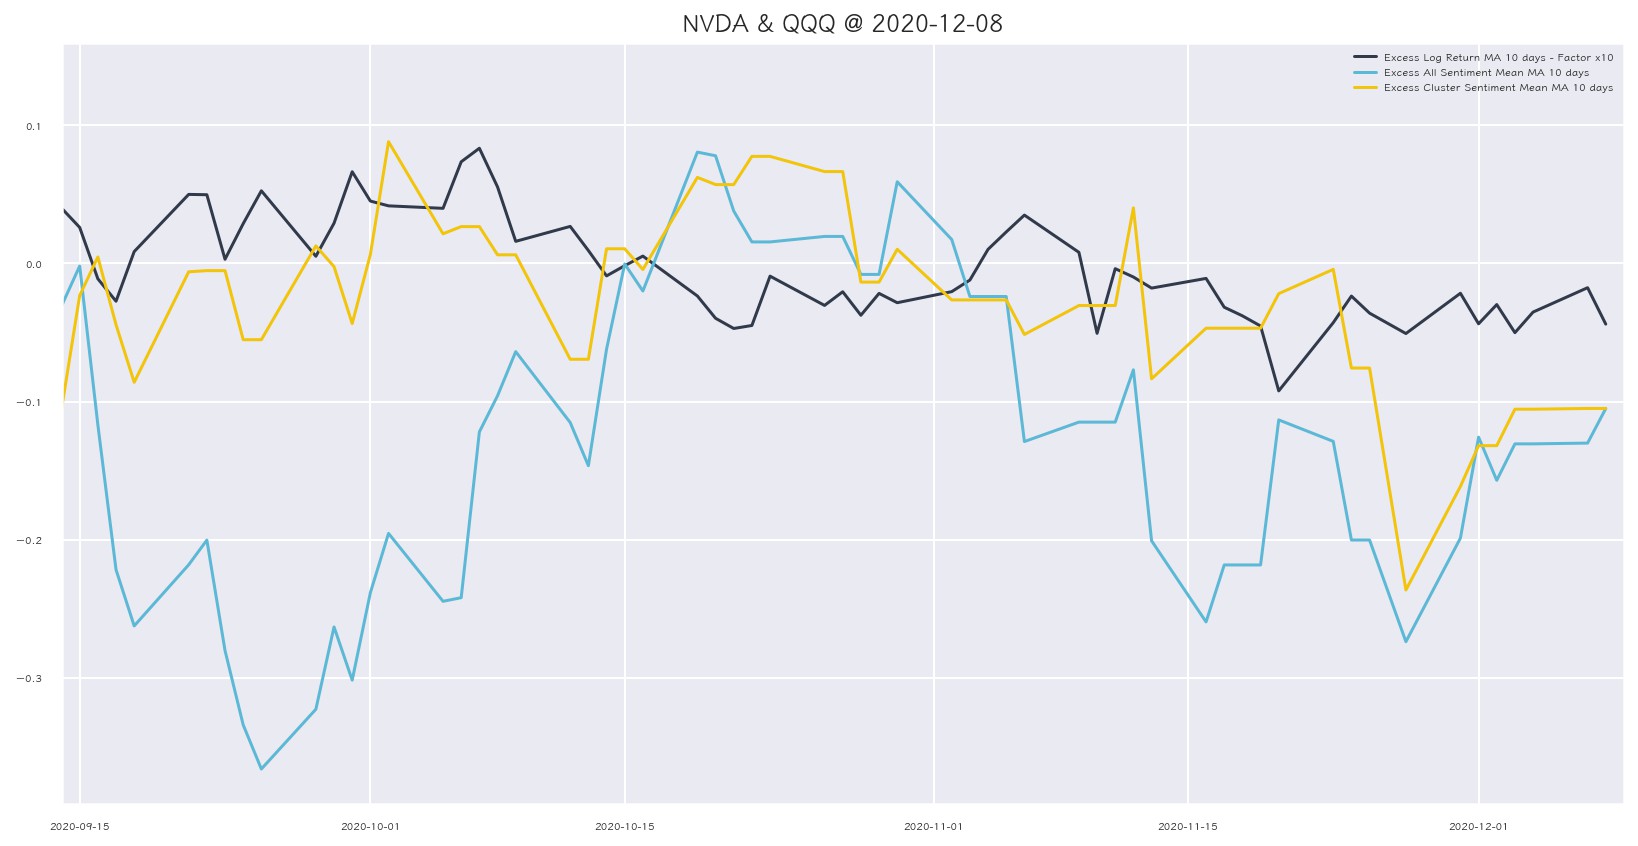 NVDA & QQQ @ 2020-12-08
Excess Log Return MA 10 days - Factor x10
Excess All Sentiment Mean MA 10 days
Excess Cluster Sentiment Mean MA 10 days
0.1
0.0
−0.1
−0.2
−0.3
2020-09-15
2020-10-01
2020-10-15
2020-11-01
2020-11-15
2020-12-01